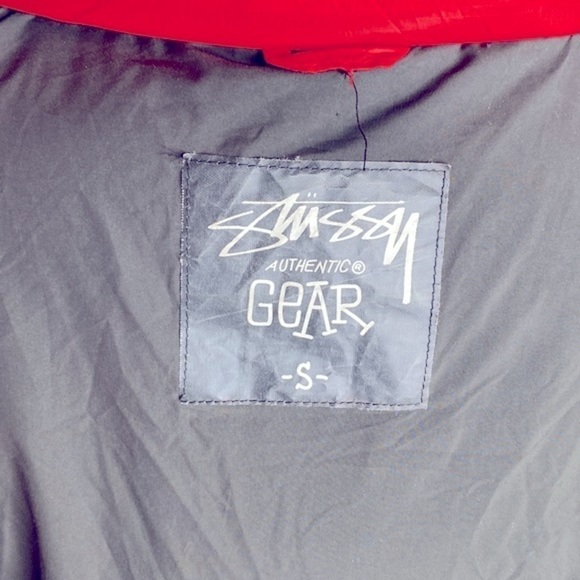 Stüssy
AUTHENTIC®
GEAR
-S-